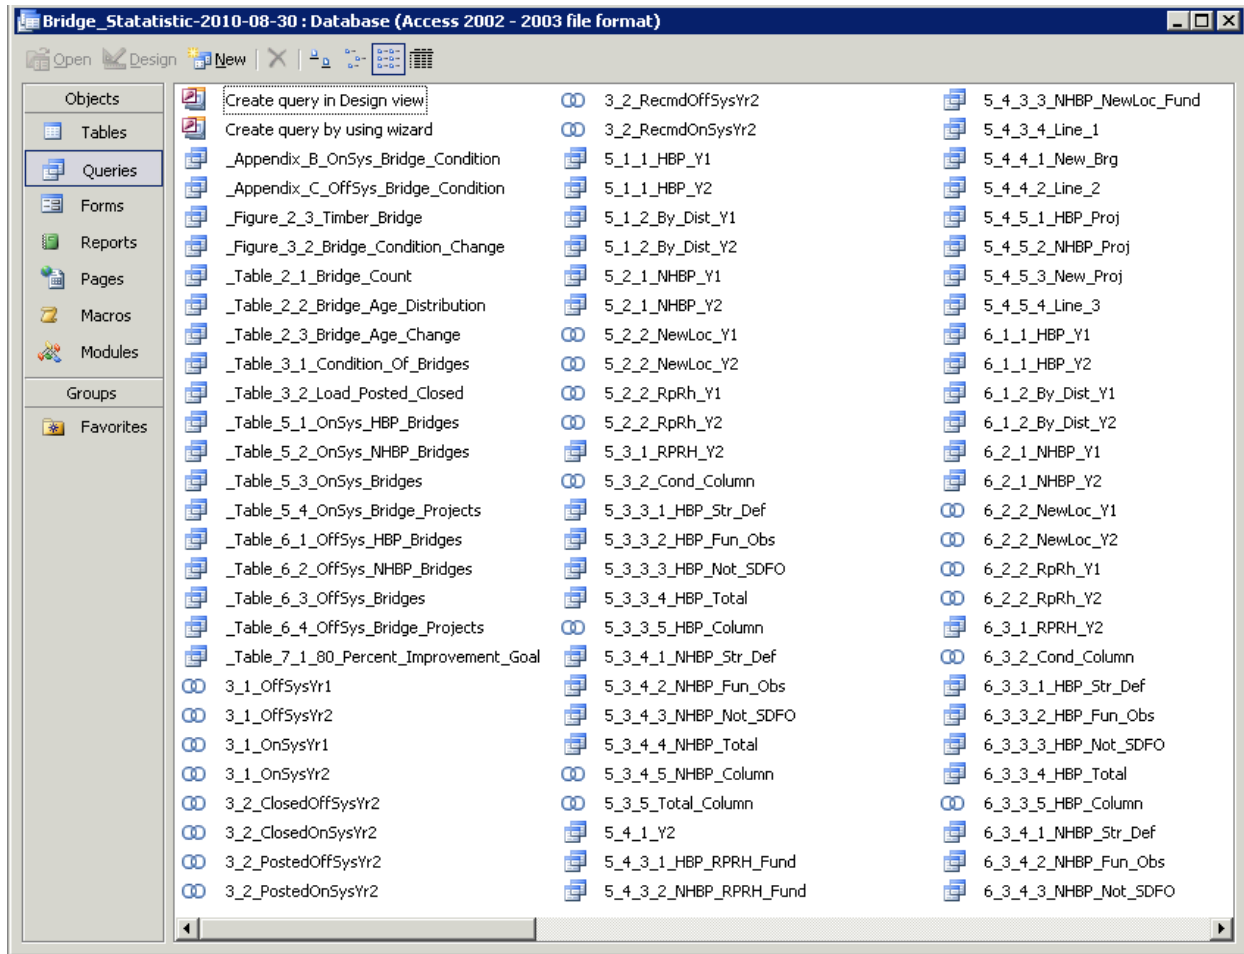 Bridge_Statatistic-2010-08-30 : Database (Access 2002 - 2003 file format)
Open Design New
Objects
Tables
Queries
Forms
Reports
Pages
Macros
Modules
Groups
Favorites
Create query in Design view
Create query by using wizard
_Appendix_B_OnSys_Bridge_Condition
_Appendix_C_OffSys_Bridge_Condition
_Figure_2_3_Timber_Bridge
_Figure_3_2_Bridge_Condition_Change
_Table_2_1_Bridge_Count
_Table_2_2_Bridge_Age_Distribution
_Table_2_3_Bridge_Age_Change
_Table_3_1_Condition_Of_Bridges
_Table_3_2_Load_Posted_Closed
_Table_5_1_OnSys_HBP_Bridges
_Table_5_2_OnSys_NHBP_Bridges
_Table_5_3_OnSys_Bridges
_Table_5_4_OnSys_Bridge_Projects
_Table_6_1_OffSys_HBP_Bridges
_Table_6_2_OffSys_NHBP_Bridges
_Table_6_3_OffSys_Bridges
_Table_6_4_OffSys_Bridge_Projects
_Table_7_1_80_Percent_Improvement_Goal
3_1_OffSysYr1
3_1_OffSysYr2
3_1_OnSysYr1
3_1_OnSysYr2
3_2_ClosedOffSysYr2
3_2_ClosedOnSysYr2
3_2_PostedOffSysYr2
3_2_PostedOnSysYr2
3_2_RecmdOffSysYr2
3_2_RecmdOnSysYr2
5_1_1_HBP_Y1
5_1_1_HBP_Y2
5_1_2_By_Dist_Y1
5_1_2_By_Dist_Y2
5_2_1_NHBP_Y1
5_2_1_NHBP_Y2
5_2_2_NewLoc_Y1
5_2_2_NewLoc_Y2
5_2_2_RpRh_Y1
5_2_2_RpRh_Y2
5_3_1_RPRH_Y2
5_3_2_Cond_Column
5_3_3_1_HBP_Str_Def
5_3_3_2_HBP_Fun_Obs
5_3_3_3_HBP_Not_SDFO
5_3_3_4_HBP_Total
5_3_3_5_HBP_Column
5_3_4_1_NHBP_Str_Def
5_3_4_2_NHBP_Fun_Obs
5_3_4_3_NHBP_Not_SDFO
5_3_4_4_NHBP_Total
5_3_4_5_NHBP_Column
5_3_5_Total_Column
5_4_1_Y2
5_4_3_1_HBP_RPRH_Fund
5_4_3_2_NHBP_RPRH_Fund
5_4_3_3_NHBP_NewLoc_Fund
5_4_3_4_Line_1
5_4_4_1_New_Brg
5_4_4_2_Line_2
5_4_5_1_HBP_Proj
5_4_5_2_NHBP_Proj
5_4_5_3_New_Proj
5_4_5_4_Line_3
6_1_1_HBP_Y1
6_1_1_HBP_Y2
6_1_2_By_Dist_Y1
6_1_2_By_Dist_Y2
6_2_1_NHBP_Y1
6_2_1_NHBP_Y2
6_2_2_NewLoc_Y1
6_2_2_NewLoc_Y2
6_2_2_RpRh_Y1
6_2_2_RpRh_Y2
6_3_1_RPRH_Y2
6_3_2_Cond_Column
6_3_3_1_HBP_Str_Def
6_3_3_2_HBP_Fun_Obs
6_3_3_3_HBP_Not_SDFO
6_3_3_4_HBP_Total
6_3_3_5_HBP_Column
6_3_4_1_NHBP_Str_Def
6_3_4_2_NHBP_Fun_Obs
6_3_4_3_NHBP_Not_SDFO